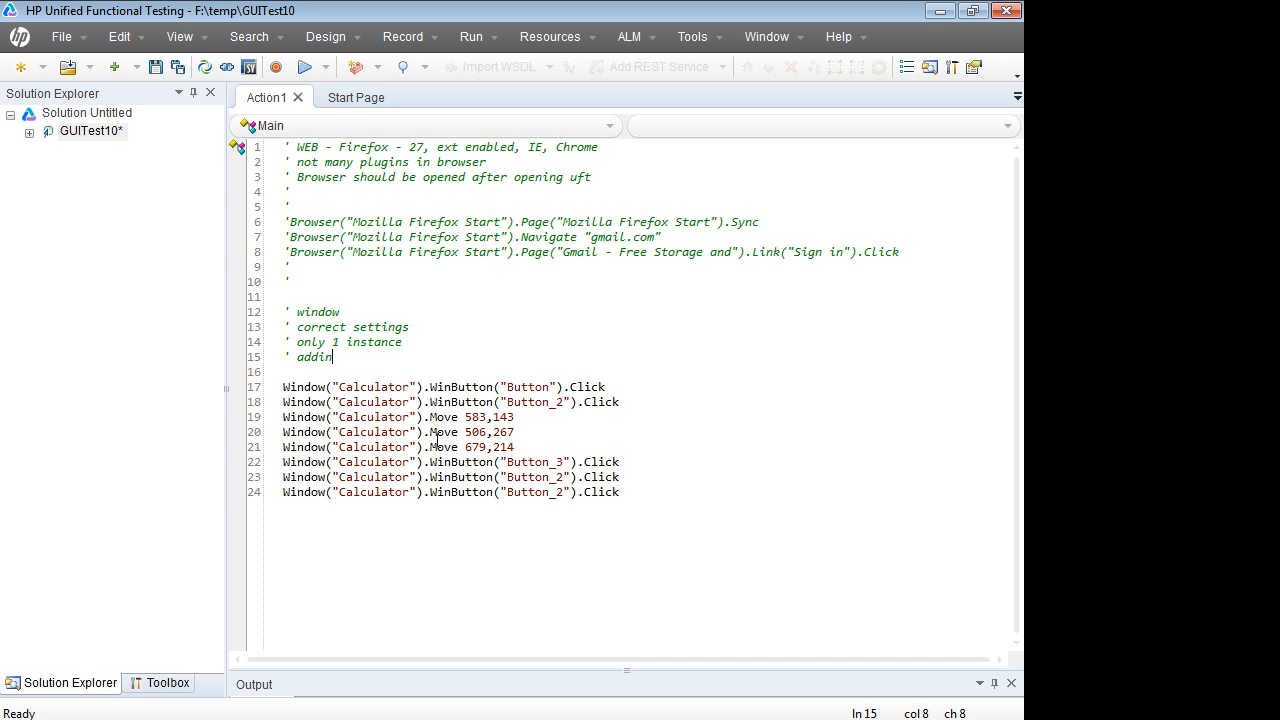 HP Unified Functional Testing - F:\temp\GUITest10
hp File Edit View Search Design Record Run Resources ALM Tools Window Help
Import WSDL Add REST Service
Solution Explorer
Solution Untitled
GUITest10*
Action1 Start Page
Main
1 ' WEB - Firefox - 27, ext enabled, IE, Chrome
2 ' not many plugins in browser
3 ' Browser should be opened after opening uft
4 '
5 '
6 'Browser("Mozilla Firefox Start").Page("Mozilla Firefox Start").Sync
7 'Browser("Mozilla Firefox Start").Navigate "gmail.com"
8 'Browser("Mozilla Firefox Start").Page("Gmail - Free Storage and").Link("Sign in").Click
9 '
10 '
11
12 ' window
13 ' correct settings
14 ' only 1 instance
15 ' addin
16
17 Window("Calculator").WinButton("Button").Click
18 Window("Calculator").WinButton("Button_2").Click
19 Window("Calculator").Move 583,143
20 Window("Calculator").Move 506,267
21 Window("Calculator").Move 679,214
22 Window("Calculator").WinButton("Button_3").Click
23 Window("Calculator").WinButton("Button_2").Click
24 Window("Calculator").WinButton("Button_2").Click
Solution Explorer Toolbox
Output
Ready ln 15 col 8 ch 8